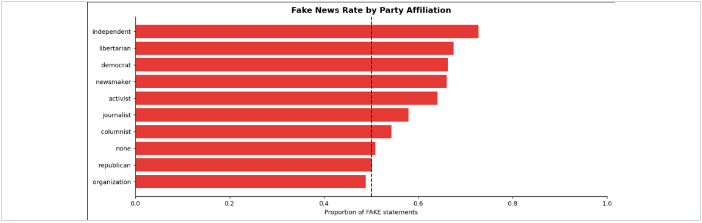 Fake News Rate by Party Affiliation
independent
libertarian
democrat
newsmaker
activist
journalist
columnist
none
republican
organization
0.0 0.2 0.4 0.6 0.8 1.0
Proportion of FAKE statements